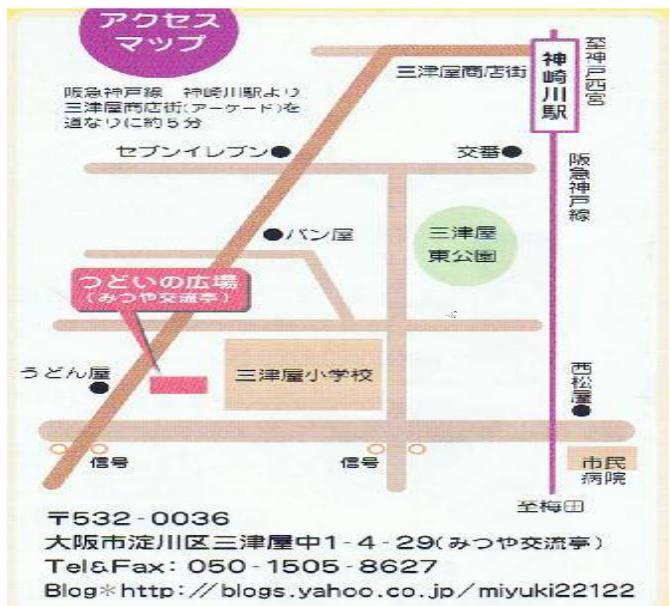 アクセス
マップ
阪急神戸線　神崎川駅より
三津屋商店街(アーケード)を
道なりに約5分
三津屋商店街
神崎川駅
至神戸西宮
阪急神戸線
セブンイレブン
交番
パン屋
三津屋
東公園
つどいの広場
(みつや交流亭)
うどん屋
三津屋小学校
西松屋
信号
信号
市民
病院
至梅田
〒532-0036
大阪市淀川区三津屋中1-4-29(みつや交流亭)
Tel&Fax: 050-1505-8627
Blog*http://blogs.yahoo.co.jp/miyuki22122